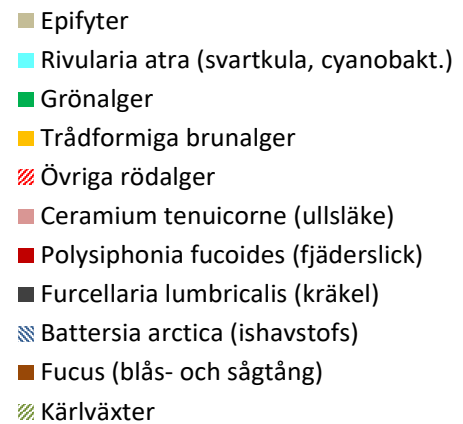 Epifyter
Rivularia atra (svartkula, cyanobakt.)
Grönalger
Trådformiga brunalger
Övriga rödalger
Ceramium tenuicorne (ullsläke)
Polysiphonia fucoides (fjäderslick)
Furcellaria lumbricalis (kräkel)
Battersia arctica (ishavstofs)
Fucus (blås- och sågtång)
Kärlväxter